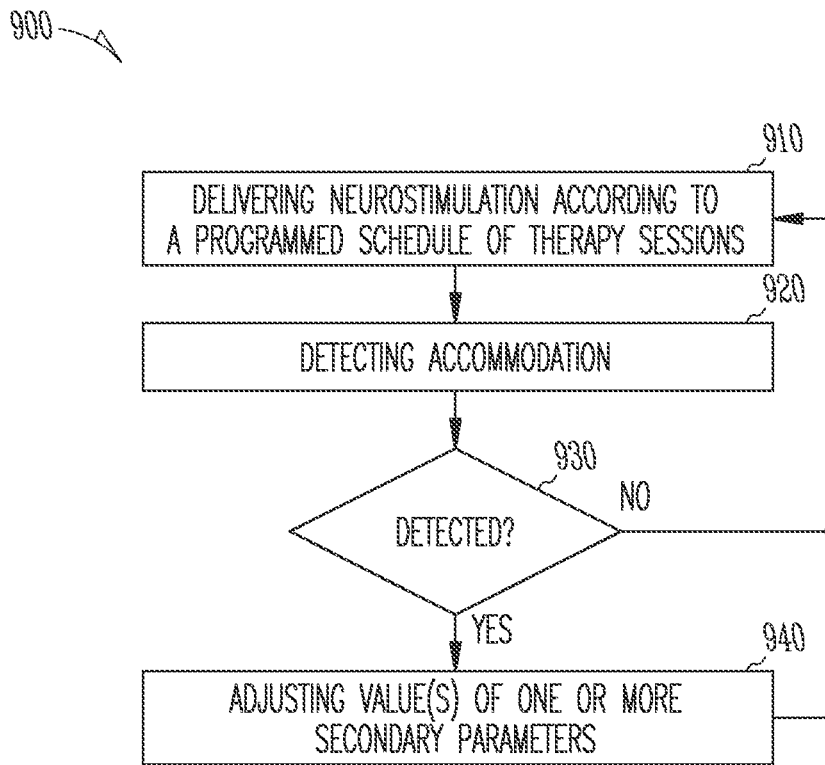 900
910
DELIVERING NEUROSTIMULATION ACCORDING TO
A PROGRAMMED SCHEDULE OF THERAPY SESSIONS
920
DETECTING ACCOMMODATION
930
NO
DETECTED?
YES
940
ADJUSTING VALUE(S) OF ONE OR MORE
SECONDARY PARAMETERS